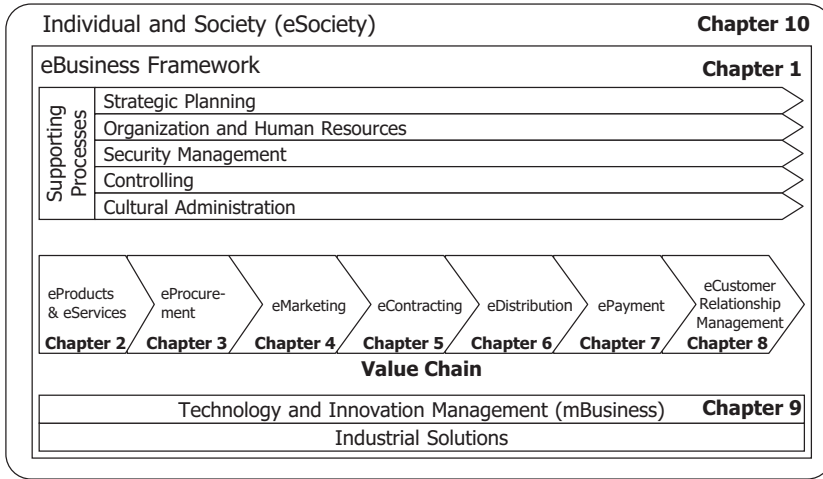 Individual and Society (eSociety) Chapter 10
eBusiness Framework Chapter 1
Supporting
Processes
Strategic Planning
Organization and Human Resources
Security Management
Controlling
Cultural Administration
eProducts
& eServices
Chapter 2
eProcure-
ment
Chapter 3
eMarketing
Chapter 4
eContracting
Chapter 5
eDistribution
Chapter 6
ePayment
Chapter 7
eCustomer
Relationship
Management
Chapter 8
Value Chain
Technology and Innovation Management (mBusiness) Chapter 9
Industrial Solutions